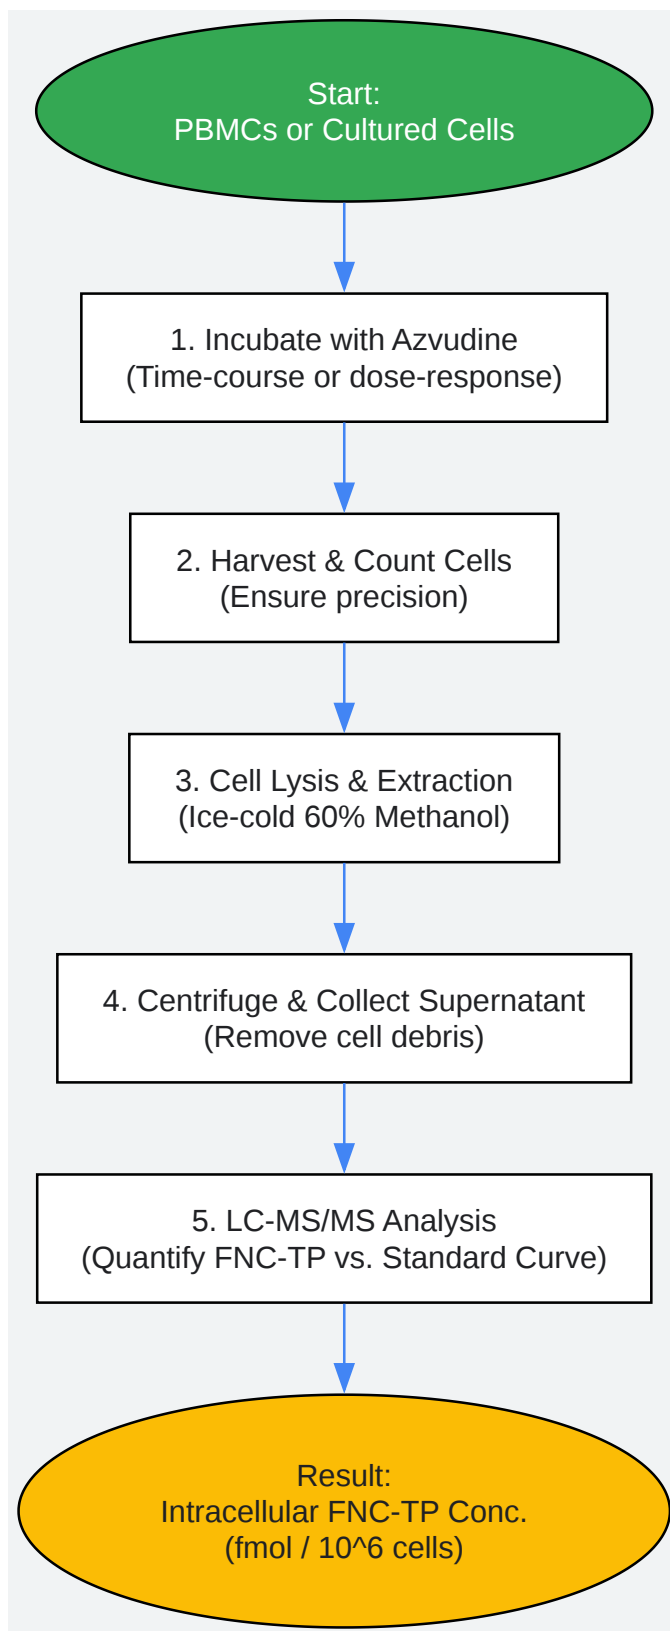 Start:
PBMCs or Cultured Cells
1. Incubate with Azvudine
(Time-course or dose-response)
2. Harvest & Count Cells
(Ensure precision)
3. Cell Lysis & Extraction
(Ice-cold 60% Methanol)
4. Centrifuge & Collect Supernatant
(Remove cell debris)
5. LC-MS/MS Analysis
(Quantify FNC-TP vs. Standard Curve)
Result:
Intracellular FNC-TP Conc.
(fmol / 10^6 cells)